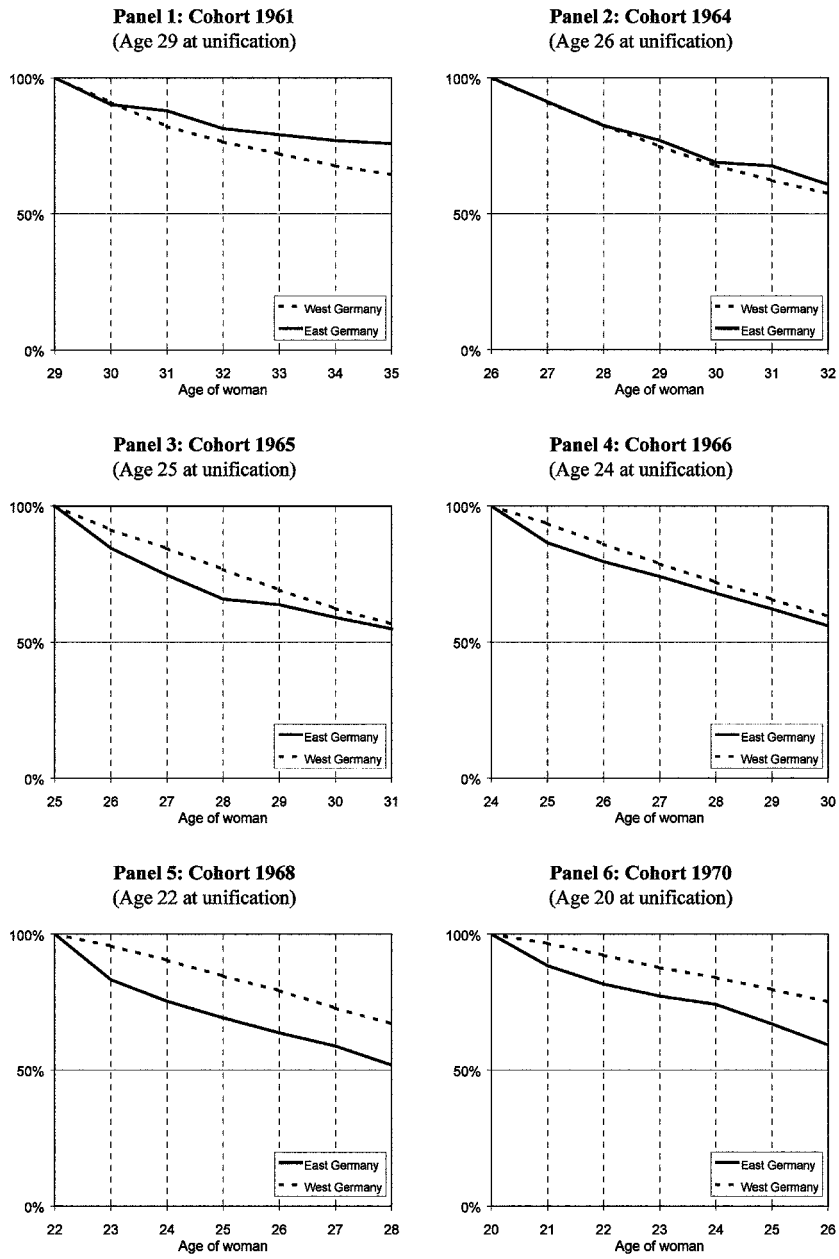 Panel 1: Cohort 1961
(Age 29 at unification)
100%
50%
0%
West Germany
East Germany
29 30 31 32 33 34 35
Age of woman
Panel 2: Cohort 1964
(Age 26 at unification)
100%
50%
0%
West Germany
East Germany
26 27 28 29 30 31 32
Age of woman
Panel 3: Cohort 1965
(Age 25 at unification)
100%
50%
0%
East Germany
West Germany
25 26 27 28 29 30 31
Age of woman
Panel 4: Cohort 1966
(Age 24 at unification)
100%
50%
0%
East Germany
West Germany
24 25 26 27 28 29 30
Age of woman
Panel 5: Cohort 1968
(Age 22 at unification)
100%
50%
0%
East Germany
West Germany
22 23 24 25 26 27 28
Age of woman
Panel 6: Cohort 1970
(Age 20 at unification)
100%
50%
0%
East Germany
West Germany
20 21 22 23 24 25 26
Age of woman